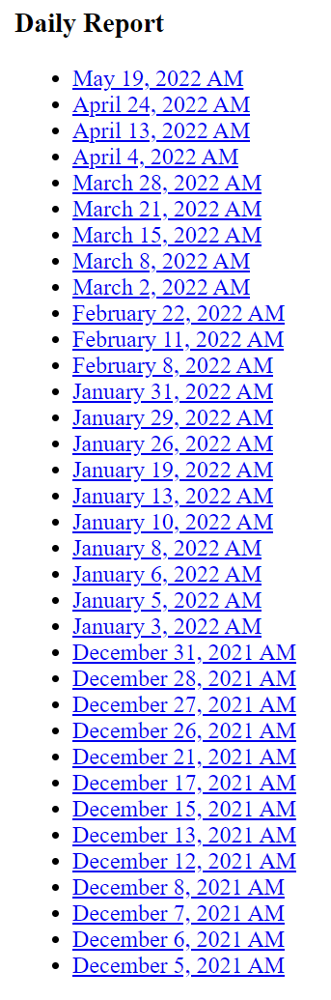 Daily Report
May 19, 2022 AM
April 24, 2022 AM
April 13, 2022 AM
April 4, 2022 AM
March 28, 2022 AM
March 21, 2022 AM
March 15, 2022 AM
March 8, 2022 AM
March 2, 2022 AM
February 22, 2022 AM
February 11, 2022 AM
February 8, 2022 AM
January 31, 2022 AM
January 29, 2022 AM
January 26, 2022 AM
January 19, 2022 AM
January 13, 2022 AM
January 10, 2022 AM
January 8, 2022 AM
January 6, 2022 AM
January 5, 2022 AM
January 3, 2022 AM
December 31, 2021 AM
December 28, 2021 AM
December 27, 2021 AM
December 26, 2021 AM
December 21, 2021 AM
December 17, 2021 AM
December 15, 2021 AM
December 13, 2021 AM
December 12, 2021 AM
December 8, 2021 AM
December 7, 2021 AM
December 6, 2021 AM
December 5, 2021 AM